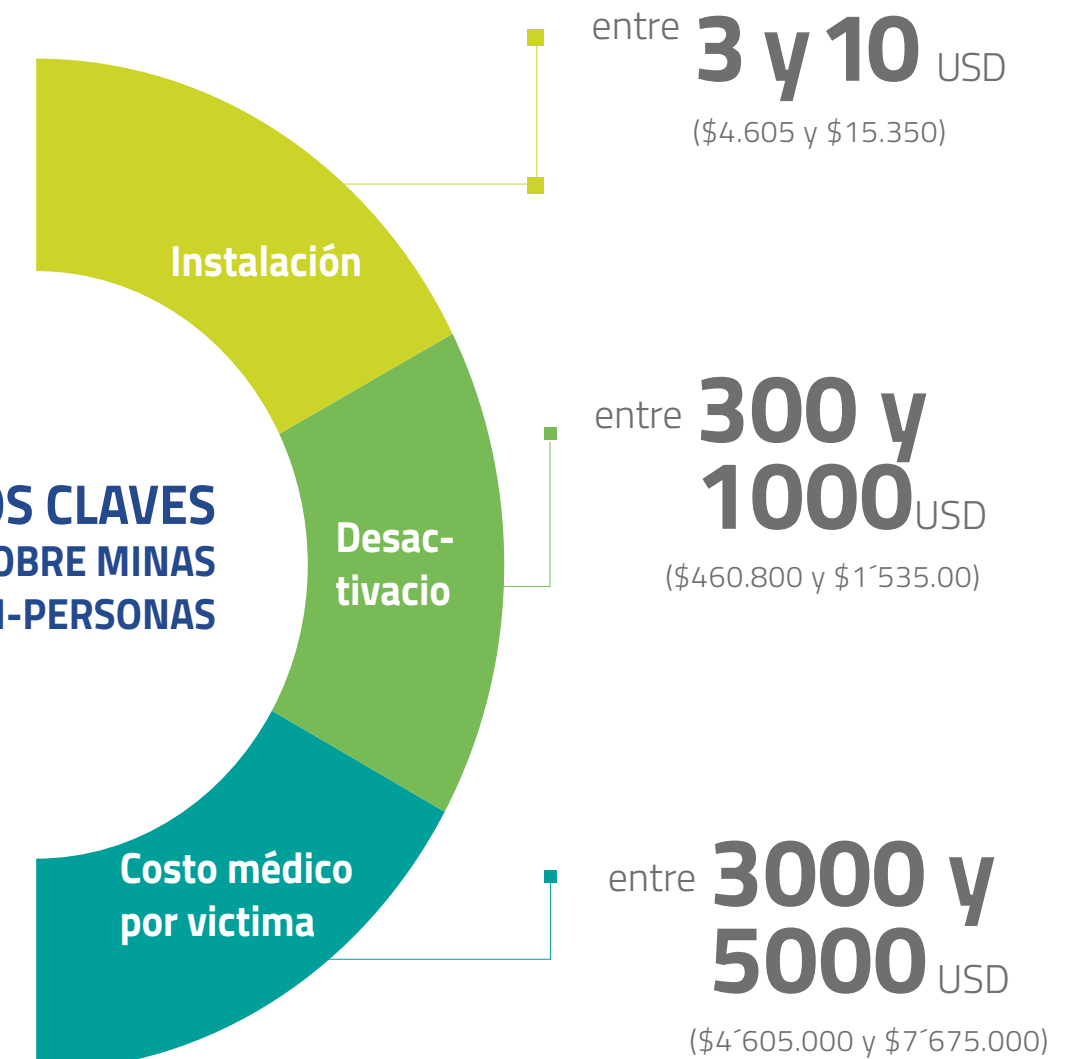 entre 3 y 10 USD
($4.605 y $15.350)
Instalación
entre 300 y
1000 USD
($460.800 y $1´535.00)
Desac-
tivacio
OS CLAVES
OBRE MINAS
I-PERSONAS
Costo médico
por victima
entre 3000 y
5000 USD
($4´605.000 y $7´675.000)